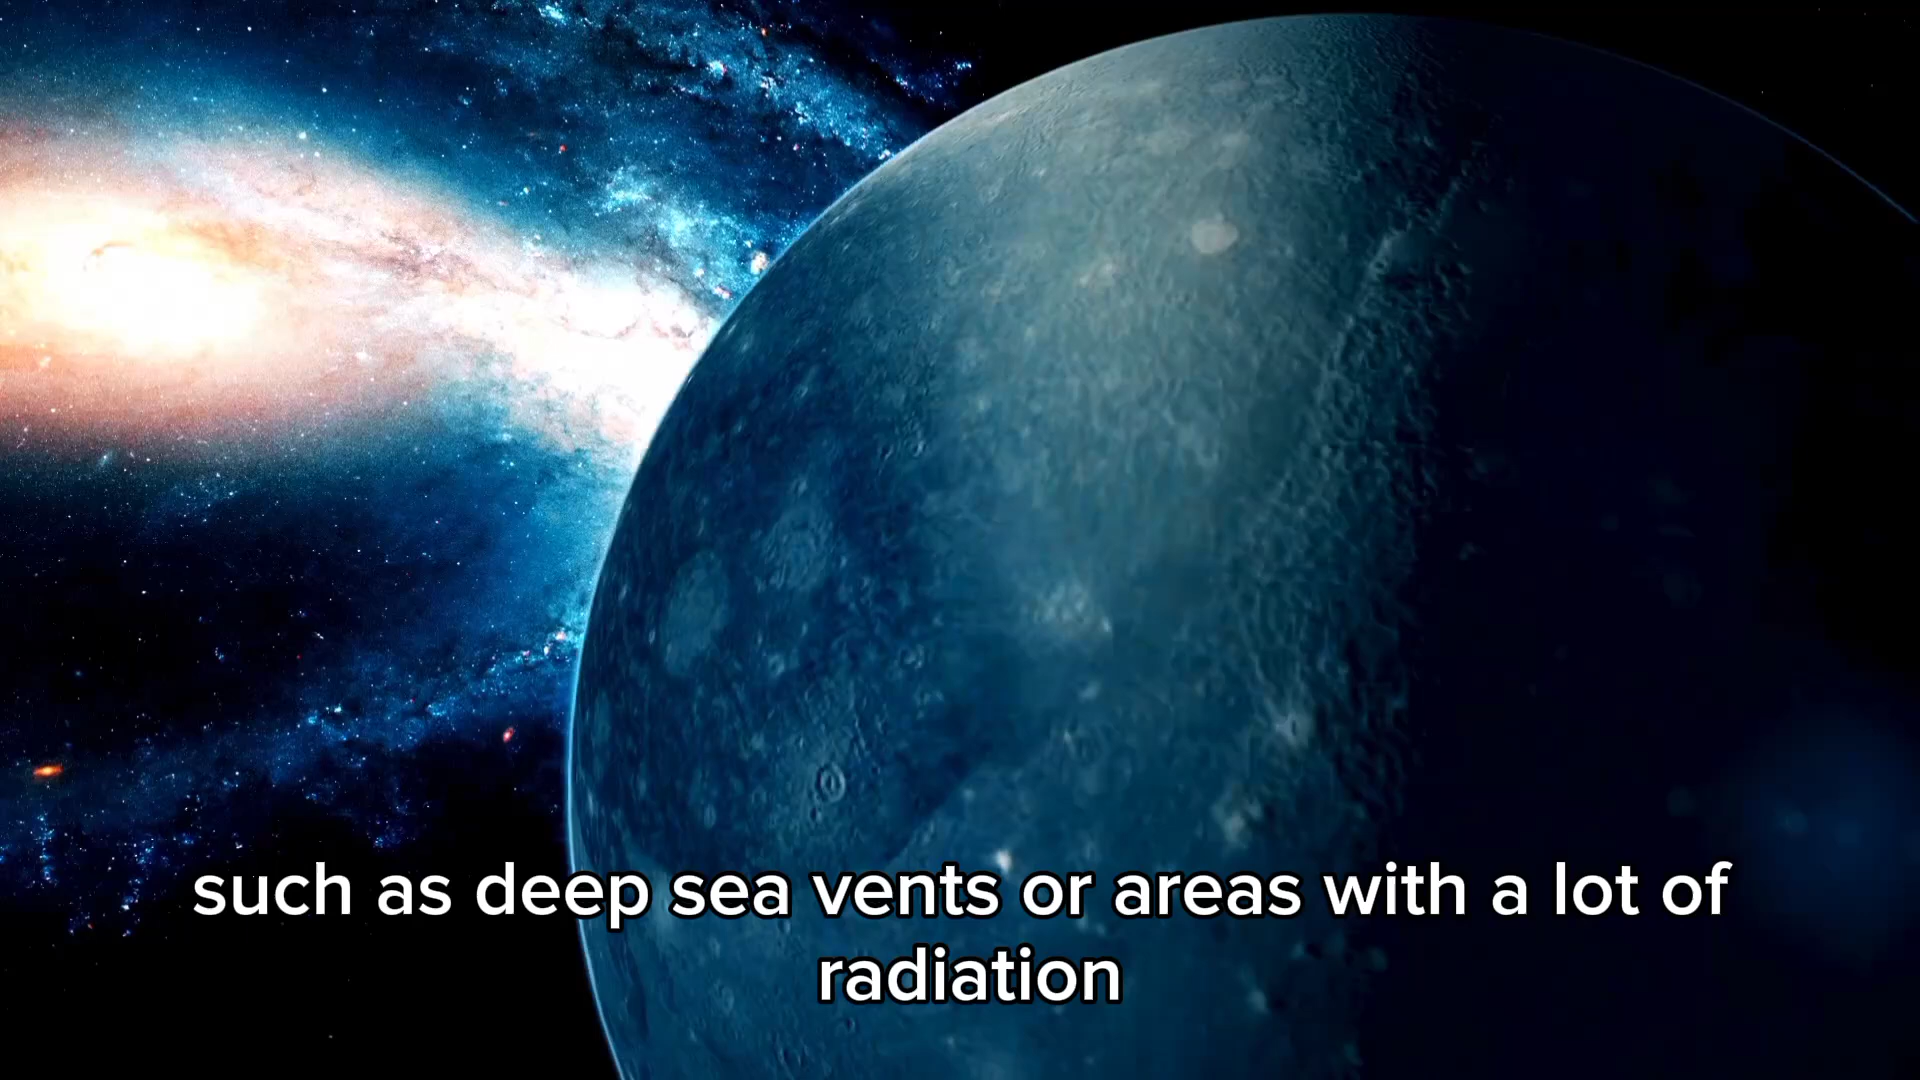 such as deep sea vents or areas with a lot of
radiation